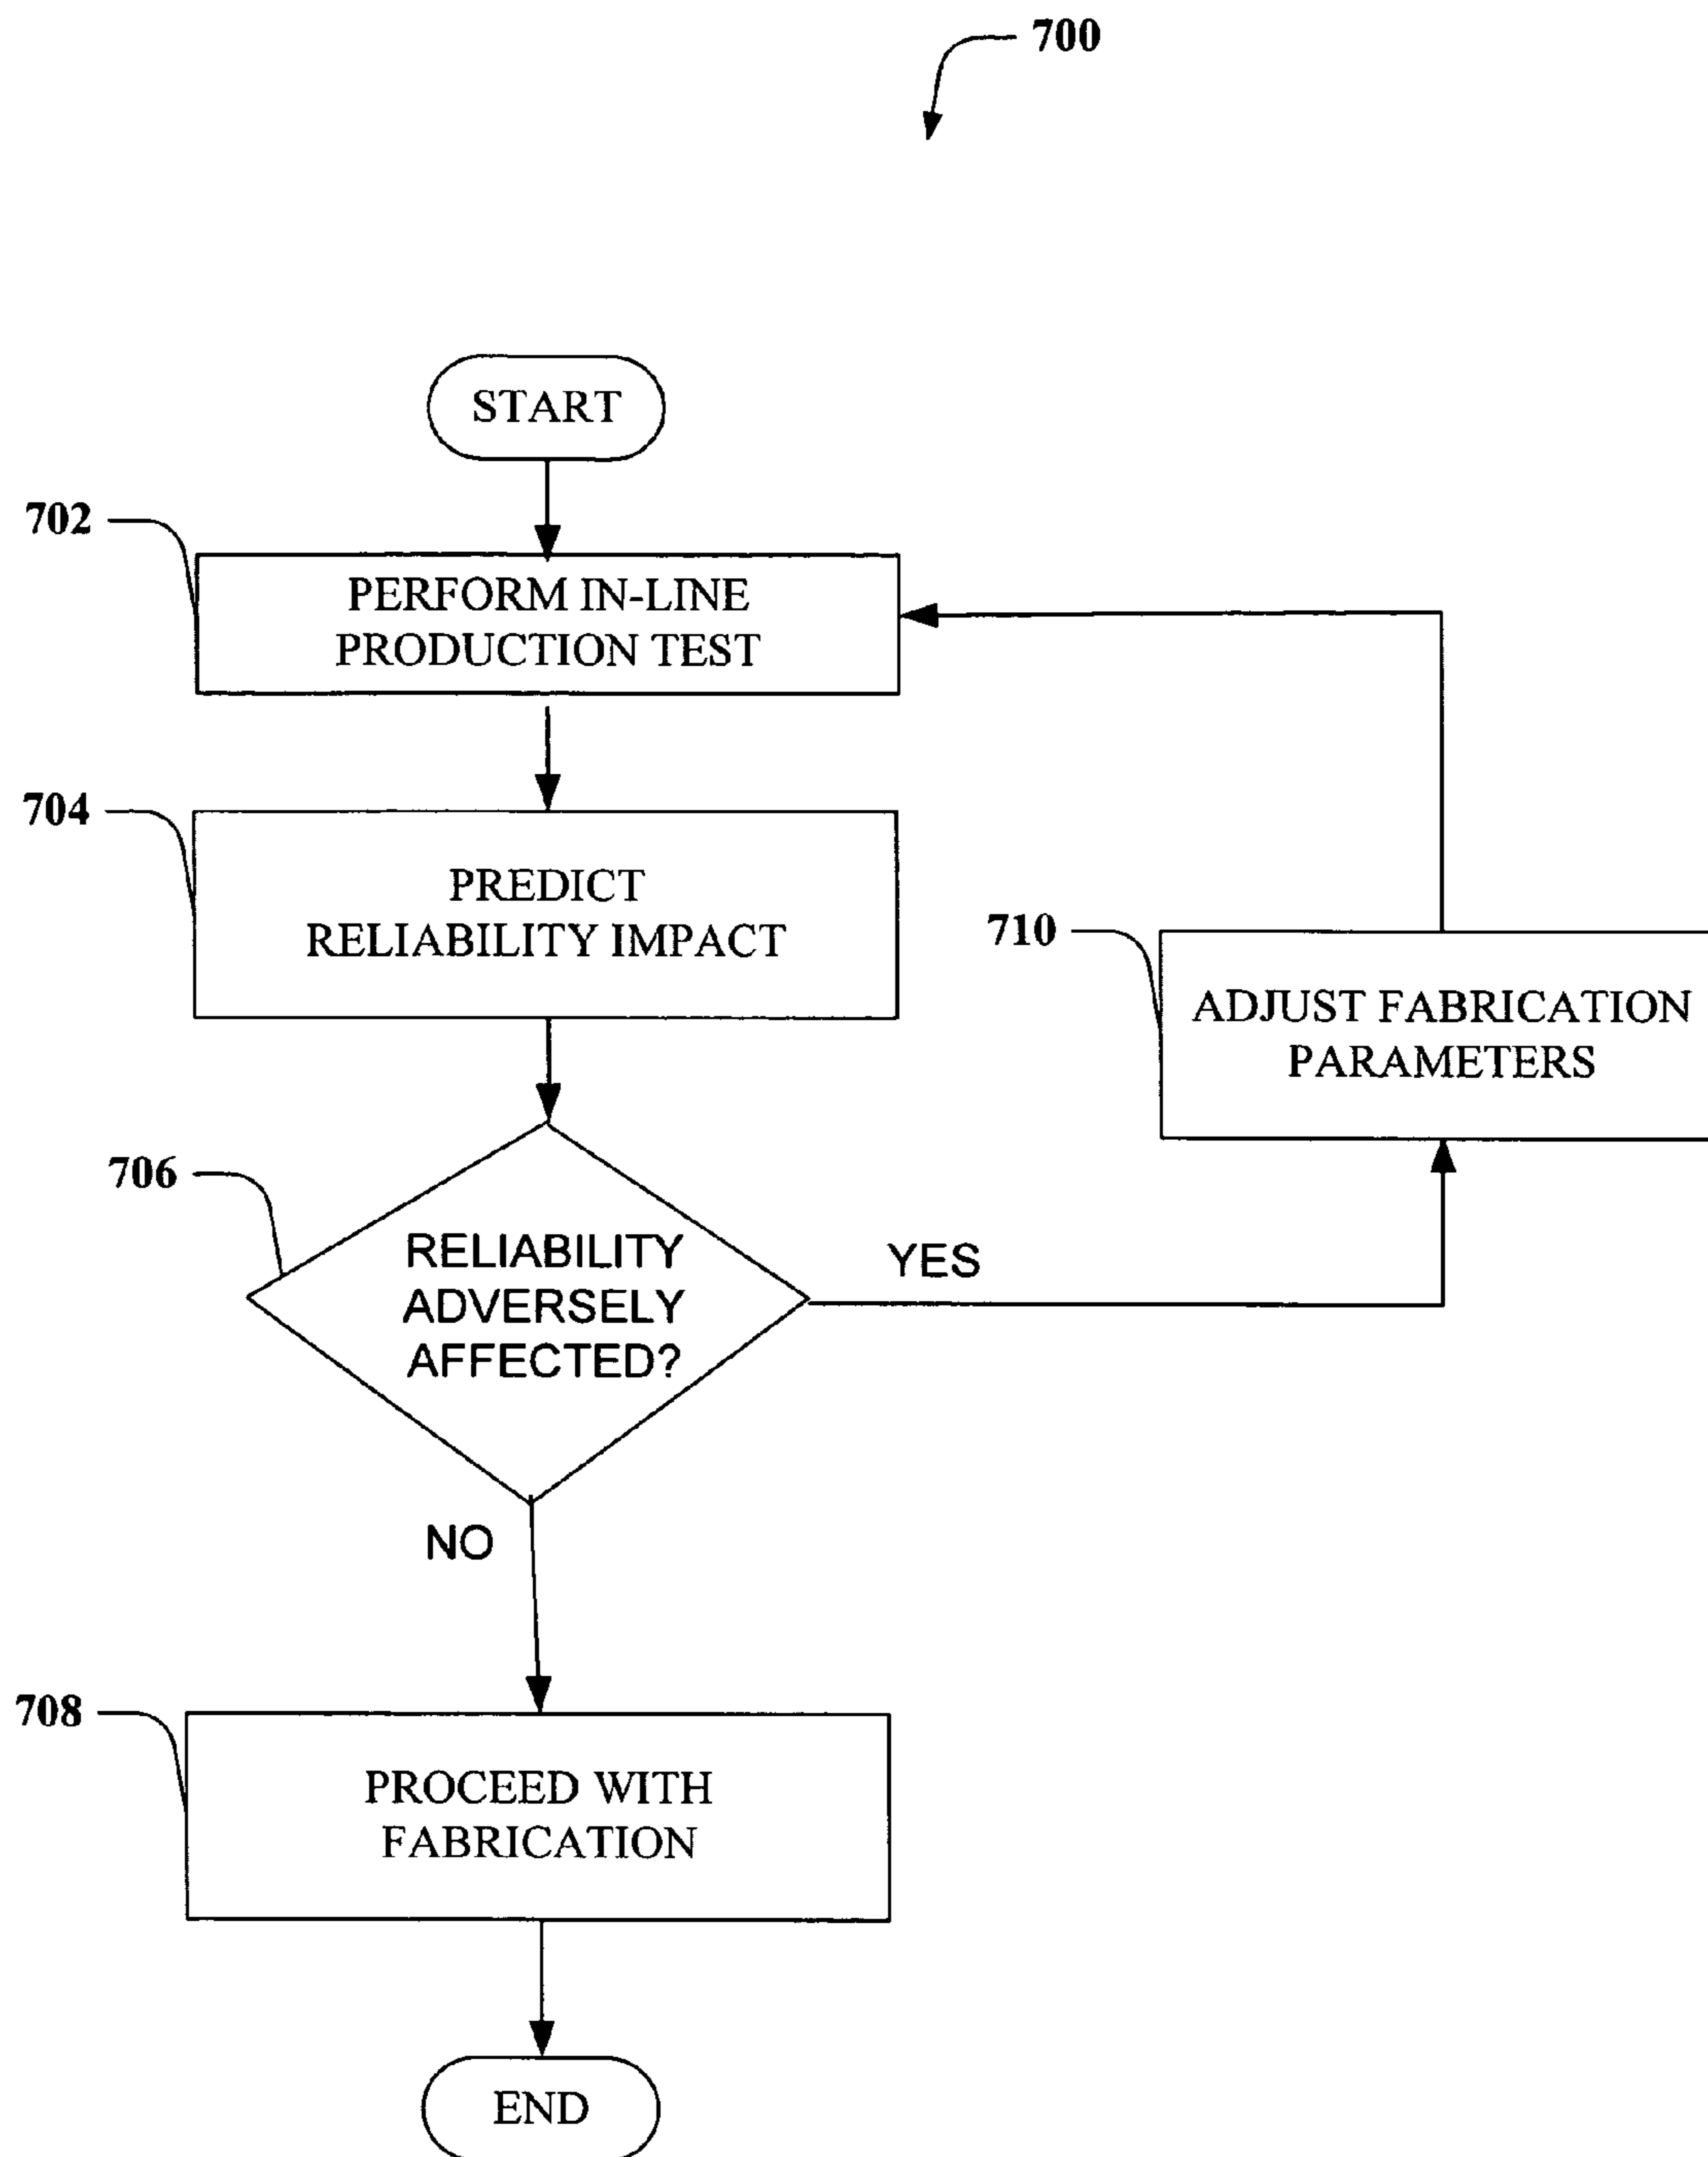 700
START
702
PERFORM IN-LINE
PRODUCTION TEST
704
PREDICT
RELIABILITY IMPACT
710
ADJUST FABRICATION
PARAMETERS
706
RELIABILITY
ADVERSELY
AFFECTED?
YES
NO
708
PROCEED WITH
FABRICATION
END